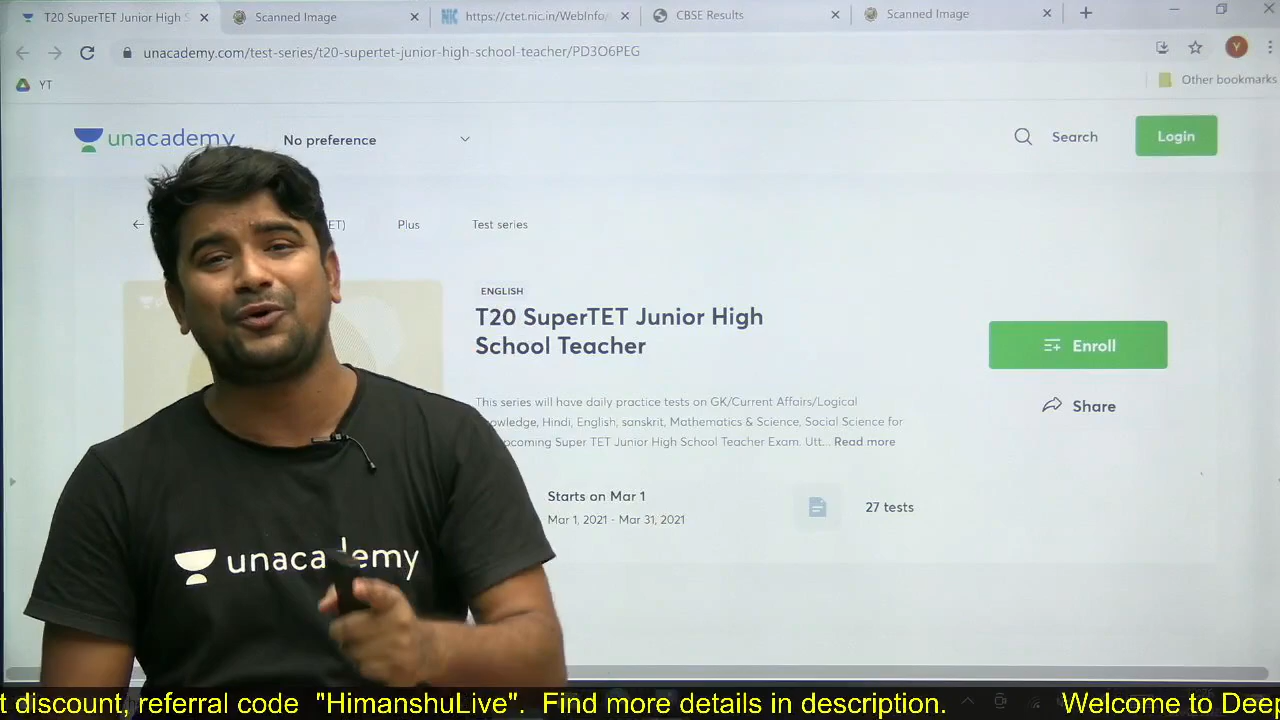 T20 SuperTET Junior High S
Scanned Image
NIC https://ctet.nic.in/WebInfo/
CBSE Results
Scanned Image
unacademy.com/test-series/t20-supertet-junior-high-school-teacher/PD3O6PEG
Y
YT
Other bookmarks
unacademy
No preference
Search
Login
ET)
Plus
Test series
ENGLISH
T20 SuperTET Junior High
School Teacher
Enroll
This series will have daily practice tests on GK/Current Affairs/Logical
Hindi, English, sanskrit, Mathematics & Science, Social Science for
Super TET Junior High School Teacher Exam. Utt... Read more
Share
Starts on Mar 1
Mar 1, 2021 - Mar 31, 2021
27 tests
unacademy
t discount, referral code "HimanshuLive". Find more details in description.
Welcome to Deep